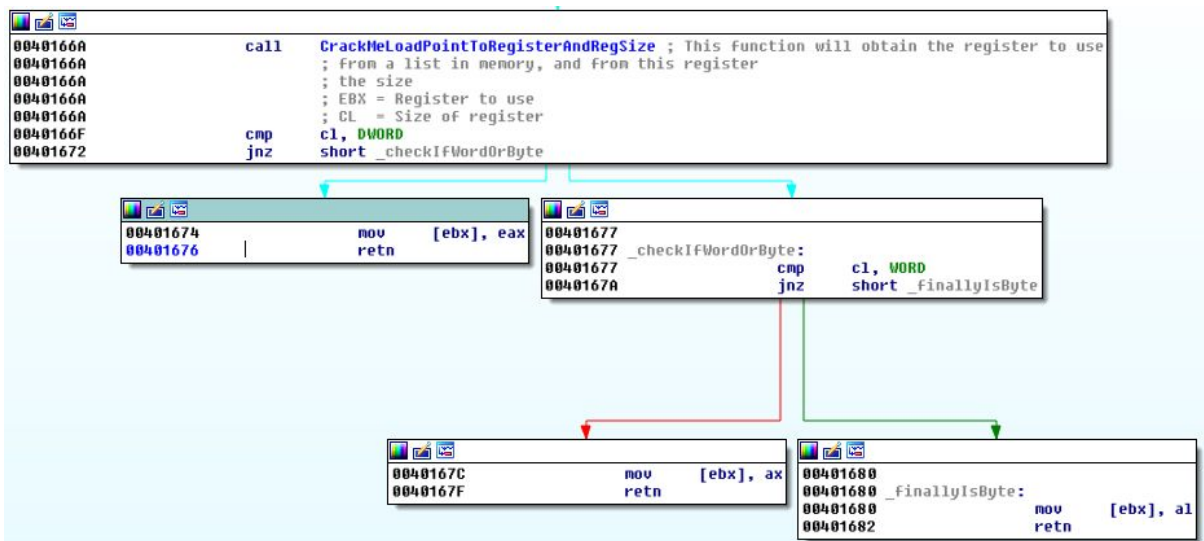 0040166A call CrackMeLoadPointToRegisterAndRegSize ; This function will obtain the register to use
0040166A ; from a list in memory, and from this register
0040166A ; the size
0040166A ; EBX = Register to use
0040166A ; CL = Size of register
0040166F cmp cl, DWORD
00401672 jnz short _checkIfWordOrByte
00401674 mov [ebx], eax
00401676 retn
00401677
00401677 _checkIfWordOrByte:
00401677 cmp cl, WORD
0040167A jnz short _finallyIsByte
0040167C mov [ebx], ax
0040167F retn
00401680
00401680 _finallyIsByte:
00401680 mov [ebx], al
00401682 retn